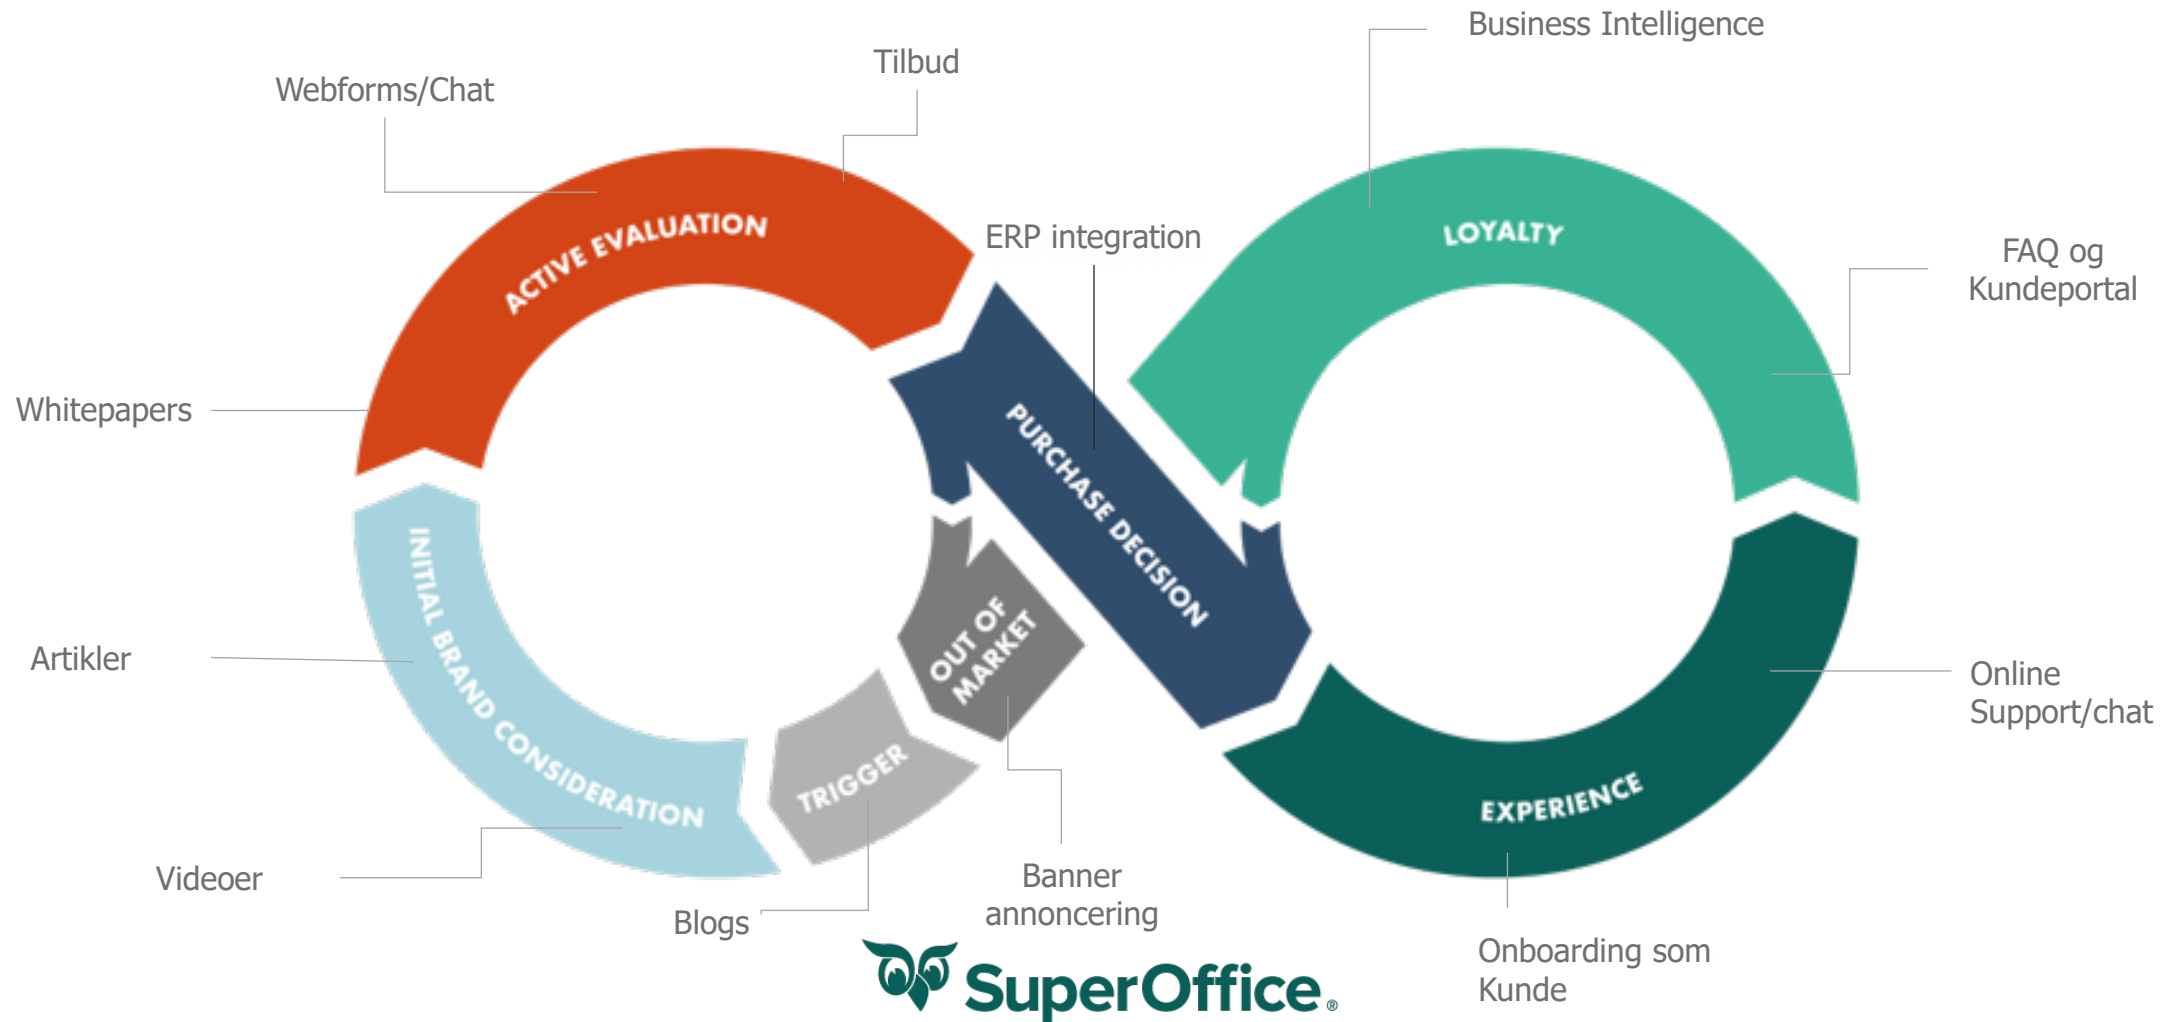 Business Intelligence
Tilbud
Webforms/Chat
ACTIVE EVALUATION
LOYALTY
ERP integration
FAQ og
Kundeportal
Whitepapers
PURCHASE DECISION
INITIAL BRAND CONSIDERATION
OUT OF
MARKET
Artikler
Online
Support/chat
TRIGGER
EXPERIENCE
Videoer
Banner
annoncering
Blogs
Onboarding som
Kunde
SuperOffice®